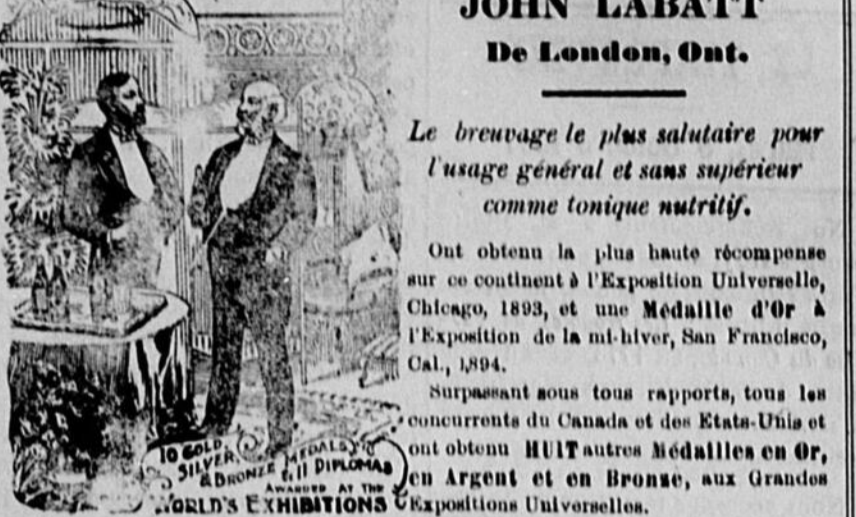 JOHN LABATT
De London, Ont.
Le breuvage le plus salutaire pour
l'usage général et sans supérieur
comme tonique nutritif.
Ont obtenu la plus haute récompense
sur ce continent à l'Exposition Universelle,
Chicago, 1893, et une Médaille d'Or à
l'Exposition de la mi-hiver, San Francisco,
Cal., 1894.
Surpassant sous tous rapports, tous les
concurrents du Canada et des Etats-Unis et
ont obtenu HUIT autres Médailles en Or,
en Argent et en Bronze, aux Grandes
Expositions Universelles.
10 GOLD
SILVER
& BRONZE MEDALS
& 11 DIPLOMAS
AWARDED AT THE
WORLD'S EXHIBITIONS